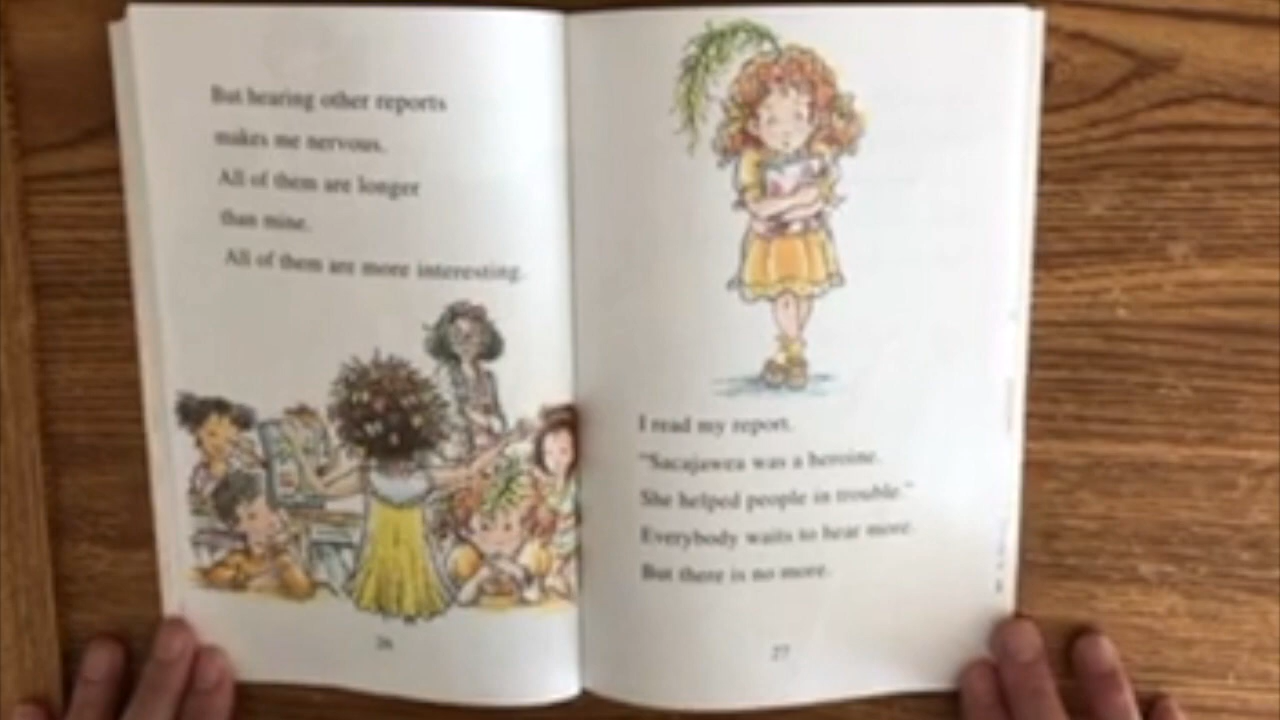 But hearing other reports
makes me nervous.
All of them are longer
than mine.
All of them are more interesting.
26
I read my report.
"Sacajawea was a heroine.
She helped people in trouble."
Everybody waits to hear more.
But there is no more.
27